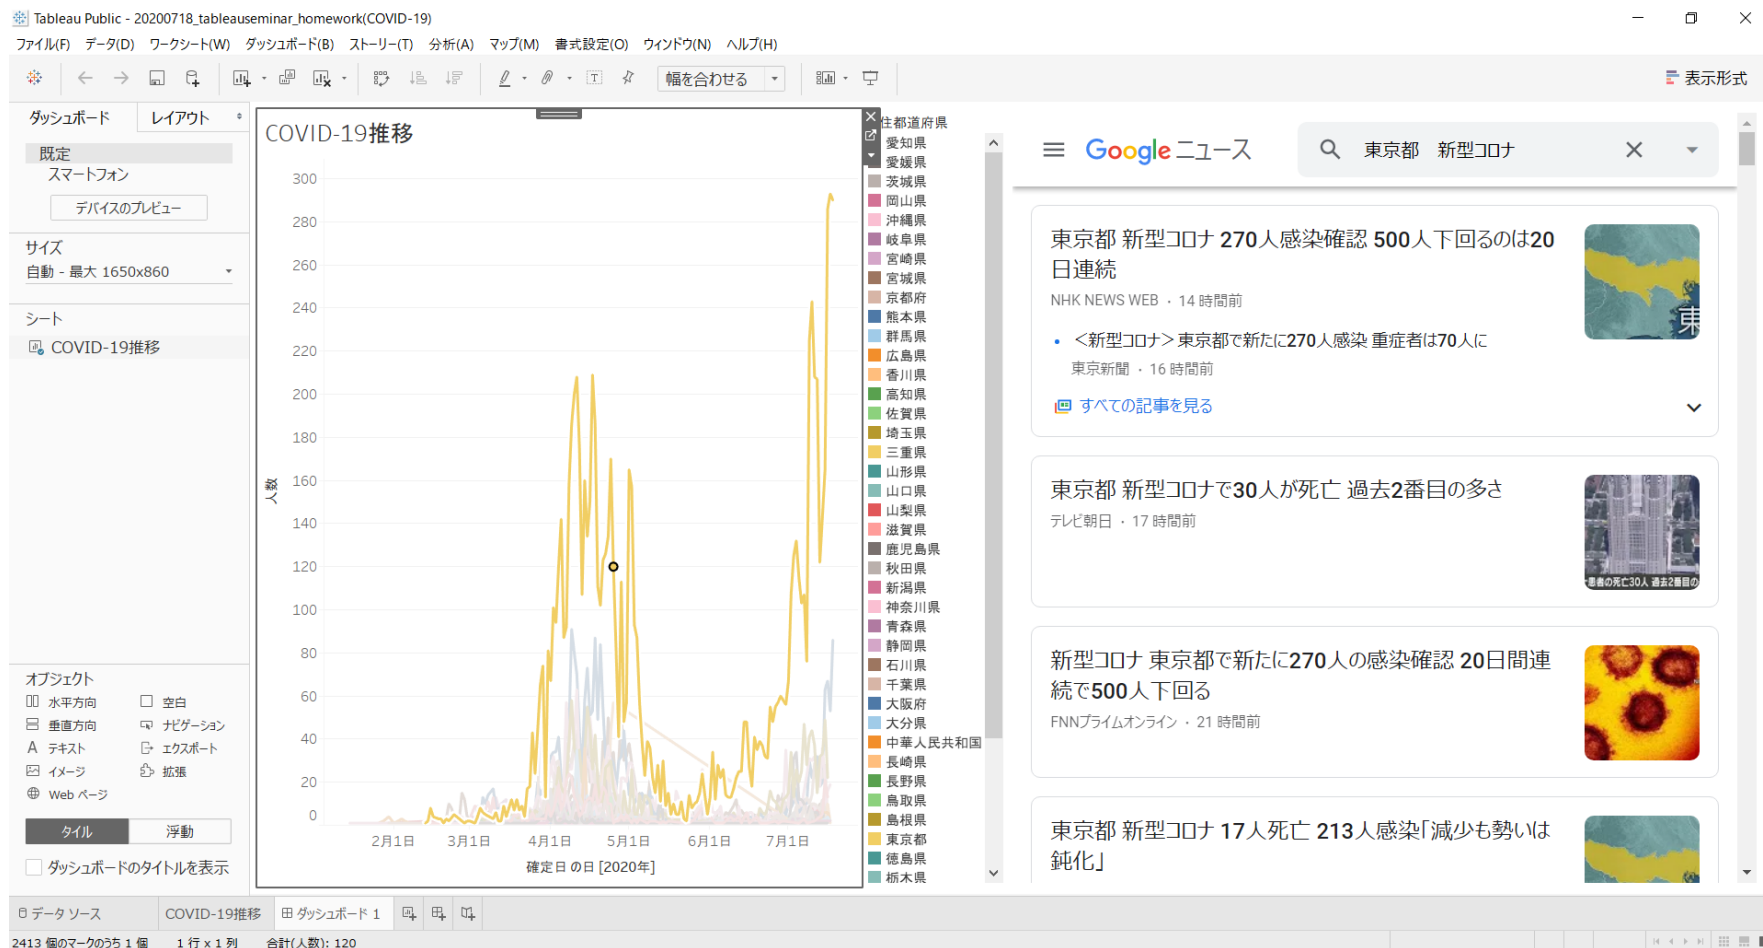 Tableau Public - 20200718_tableauseminar_homework(COVID-19)
ファイル(F) データ(D) ワークシート(W) ダッシュボード(B) ストーリー(T) 分析(A) マップ(M) 書式設定(O) ウィンドウ(N) ヘルプ(H)
幅を合わせる
表示形式
ダッシュボード レイアウト
既定
スマートフォン
デバイスのプレビュー
サイズ
自動 - 最大 1650x860
シート
COVID-19推移
オブジェクト
水平方向 空白
垂直方向 ナビゲーション
テキスト エクスポート
イメージ 拡張
Web ページ
タイル 浮動
ダッシュボードのタイトルを表示
COVID-19推移
300
280
260
240
220
200
180
160
140
120
100
80
60
40
20
0
人数
2月1日 3月1日 4月1日 5月1日 6月1日 7月1日
確定日 の日 [2020年]
住都道府県
愛知県
愛媛県
茨城県
岡山県
沖縄県
岐阜県
宮崎県
宮城県
京都府
熊本県
群馬県
広島県
香川県
高知県
佐賀県
埼玉県
三重県
山形県
山口県
山梨県
滋賀県
鹿児島県
秋田県
新潟県
神奈川県
青森県
静岡県
石川県
千葉県
大阪府
大分県
中華人民共和国
長崎県
長野県
鳥取県
島根県
東京都
徳島県
栃木県
Google ニュース
東京都 新型コロナ
東京都 新型コロナ 270人感染確認 500人下回るのは20
日連続
NHK NEWS WEB · 14 時間前
東
＜新型コロナ＞東京都で新たに270人感染 重症者は70人に
東京新聞 · 16 時間前
すべての記事を見る
東京都 新型コロナで30人が死亡 過去2番目の多さ
テレビ朝日 · 17 時間前
患者の死亡30人 過去2番目の
新型コロナ 東京都で新たに270人の感染確認 20日間連
続で500人下回る
FNNプライムオンライン · 21 時間前
東京都 新型コロナ 17人死亡 213人感染「減少も勢いは
鈍化」
データ ソース COVID-19推移 ダッシュボード 1
2413 個のマークのうち 1 個 1 行 x 1 列 合計(人数): 120